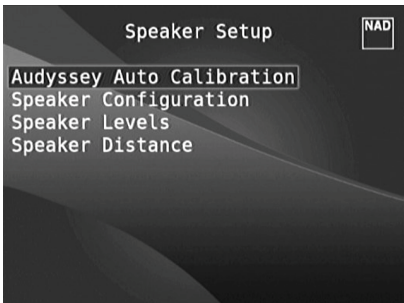 Speaker Setup
NAD
Audyssey Auto Calibration
Speaker Configuration
Speaker Levels
Speaker Distance